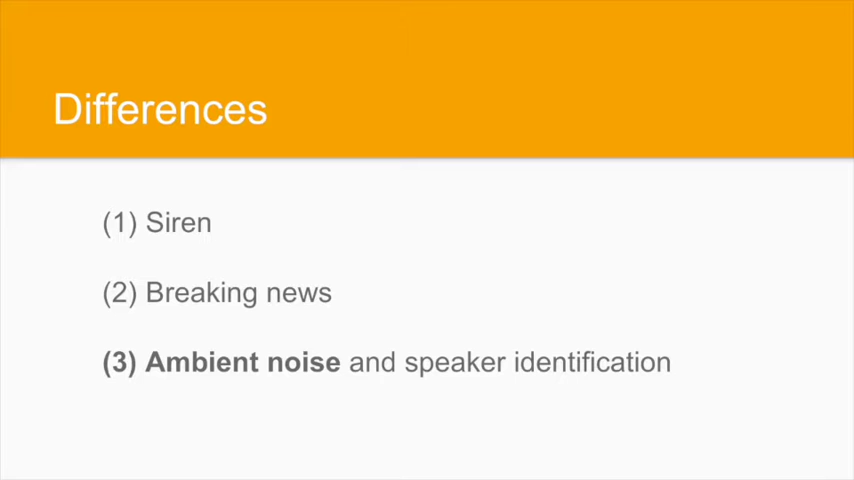 Differences
(1) Siren
(2) Breaking news
(3) Ambient noise and speaker identification